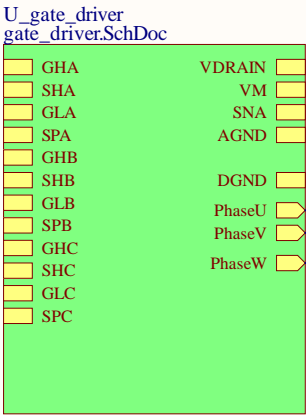 U_gate_driver
gate_driver.SchDoc
GHA VDRAIN
SHA VM
GLA SNA
SPA AGND
GHB
SHB DGND
GLB PhaseU
SPB PhaseV
GHC
SHC PhaseW
GLC
SPC